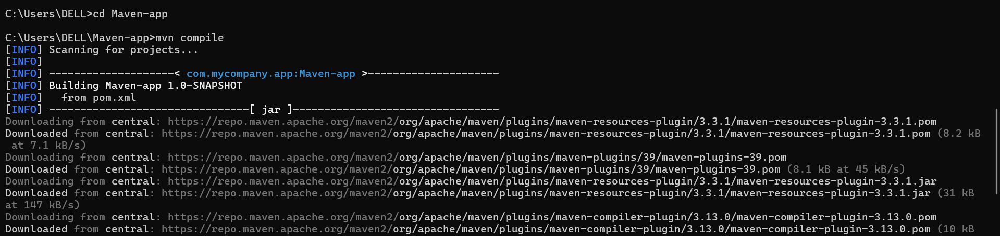 C:\Users\DELL>cd Maven-app
C:\Users\DELL\Maven-app>mvn compile
[INFO] Scanning for projects...
[INFO]
[INFO] --------------------< com.mycompany.app:Maven-app >---------------------
[INFO] Building Maven-app 1.0-SNAPSHOT
[INFO]   from pom.xml
[INFO] --------------------------------[ jar ]---------------------------------
Downloading from central: https://repo.maven.apache.org/maven2/org/apache/maven/plugins/maven-resources-plugin/3.3.1/maven-resources-plugin-3.3.1.pom
Downloaded from central: https://repo.maven.apache.org/maven2/org/apache/maven/plugins/maven-resources-plugin/3.3.1/maven-resources-plugin-3.3.1.pom (8.2 kB
 at 7.1 kB/s)
Downloading from central: https://repo.maven.apache.org/maven2/org/apache/maven/plugins/maven-plugins/39/maven-plugins-39.pom
Downloaded from central: https://repo.maven.apache.org/maven2/org/apache/maven/plugins/maven-plugins/39/maven-plugins-39.pom (8.1 kB at 45 kB/s)
Downloading from central: https://repo.maven.apache.org/maven2/org/apache/maven/plugins/maven-resources-plugin/3.3.1/maven-resources-plugin-3.3.1.jar
Downloaded from central: https://repo.maven.apache.org/maven2/org/apache/maven/plugins/maven-resources-plugin/3.3.1/maven-resources-plugin-3.3.1.jar (31 kB
at 147 kB/s)
Downloading from central: https://repo.maven.apache.org/maven2/org/apache/maven/plugins/maven-compiler-plugin/3.13.0/maven-compiler-plugin-3.13.0.pom
Downloaded from central: https://repo.maven.apache.org/maven2/org/apache/maven/plugins/maven-compiler-plugin/3.13.0/maven-compiler-plugin-3.13.0.pom (10 kB